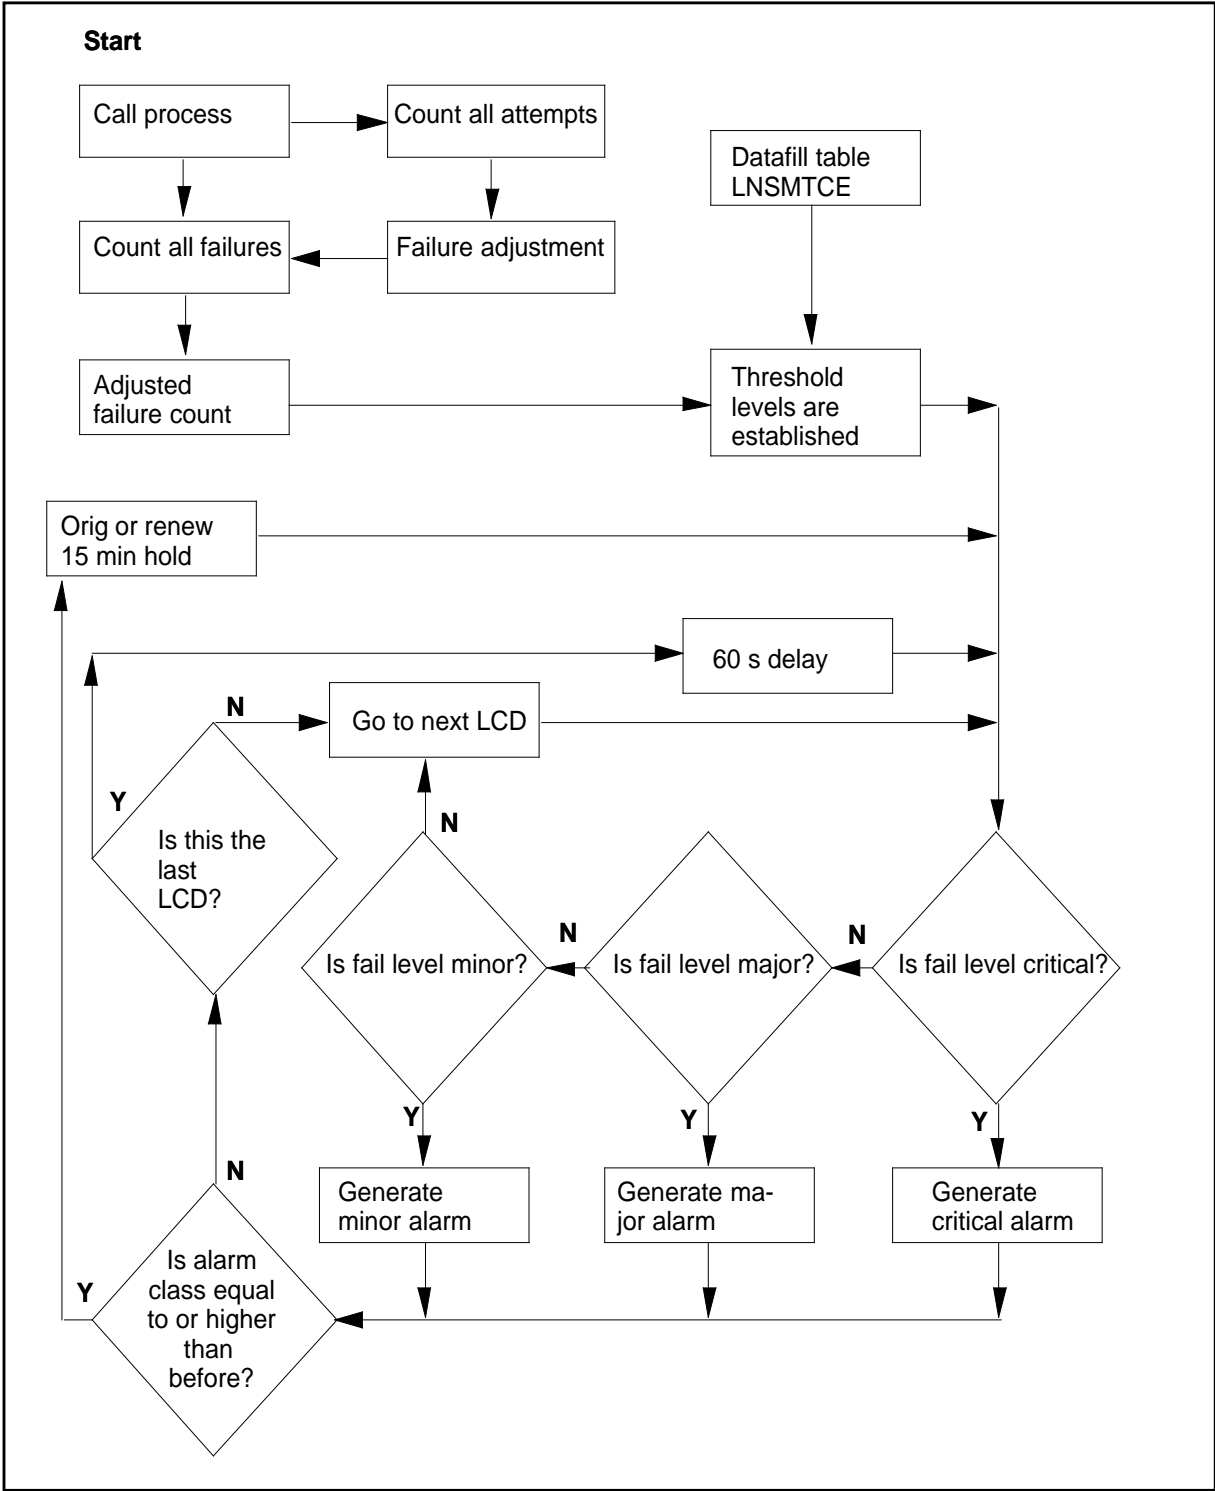 Start
Call process
Count all attempts
Datafill table
LNSMTCE
Count all failures
Failure adjustment
Adjusted
failure count
Threshold
levels are
established
Orig or renew
15 min hold
60 s delay
N
Go to next LCD
Y
N
Is this the
last
LCD?
N
N
Is fail level minor?
Is fail level major?
Is fail level critical?
Y
Y
Y
N
Generate
minor alarm
Generate ma-
jor alarm
Generate
critical alarm
Y
Is alarm
class equal
to or higher
than
before?